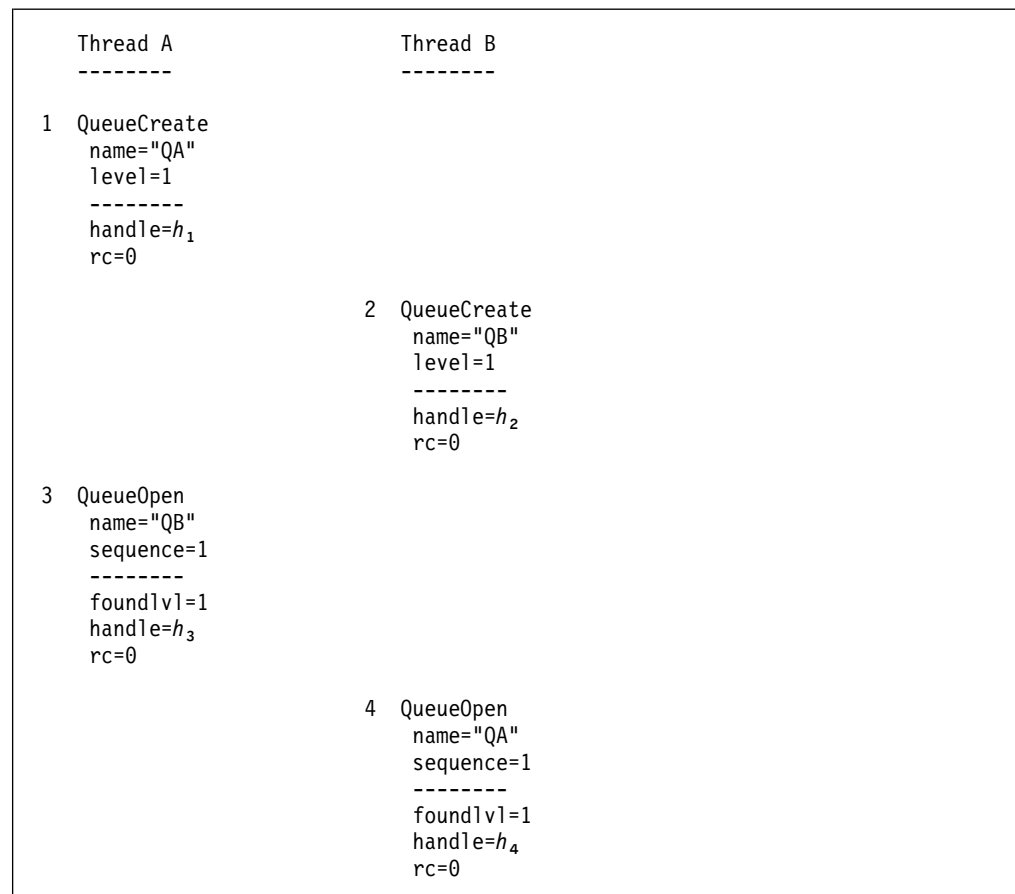 Thread A                    Thread B
--------                    --------
1  QueueCreate
name="QA"
level=1
--------
handle=h₁
rc=0
2  QueueCreate
name="QB"
level=1
--------
handle=h₂
rc=0
3  QueueOpen
name="QB"
sequence=1
--------
foundlvl=1
handle=h₃
rc=0
4  QueueOpen
name="QA"
sequence=1
--------
foundlvl=1
handle=h₄
rc=0